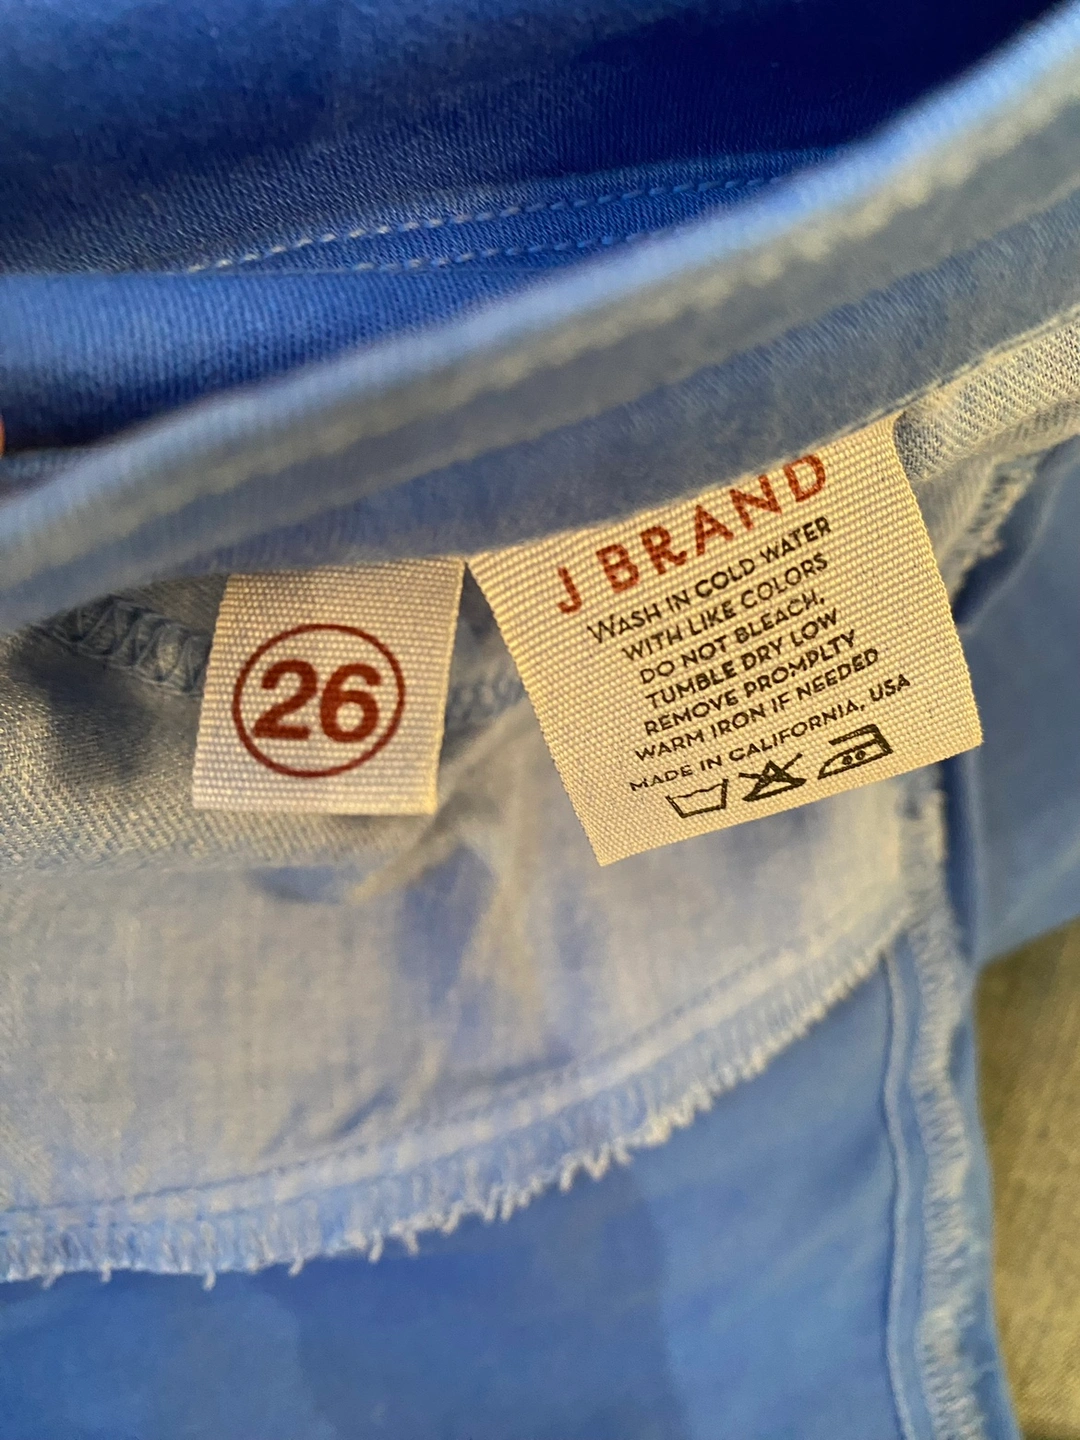 26
J BRAND
WASH IN COLD WATER
WITH LIKE COLORS
DO NOT BLEACH,
TUMBLE DRY LOW
REMOVE PROMPLTY
WARM IRON IF NEEDED
MADE IN CALIFORNIA, USA